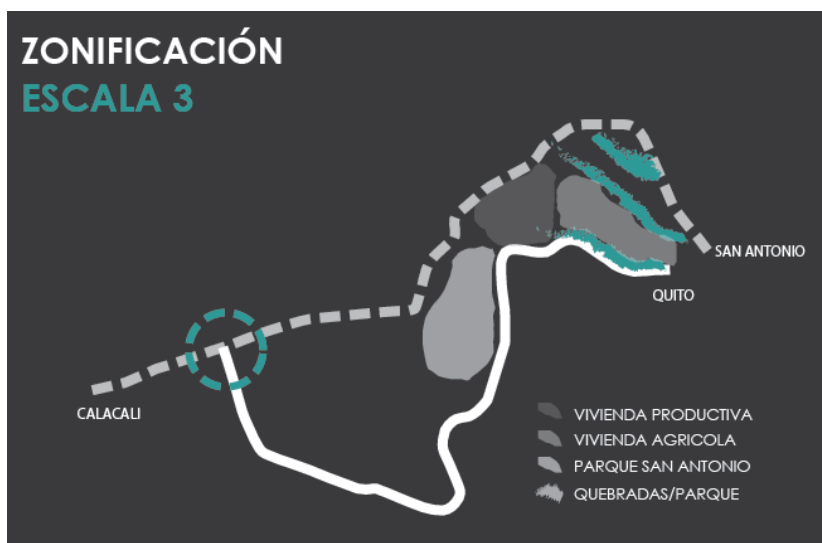 ZONIFICACIÓN
ESCALA 3
SAN ANTONIO
QUITO
CALACALI
VIVIENDA PRODUCTIVA
VIVIENDA AGRICOLA
PARQUE SAN ANTONIO
QUEBRADAS/PARQUE